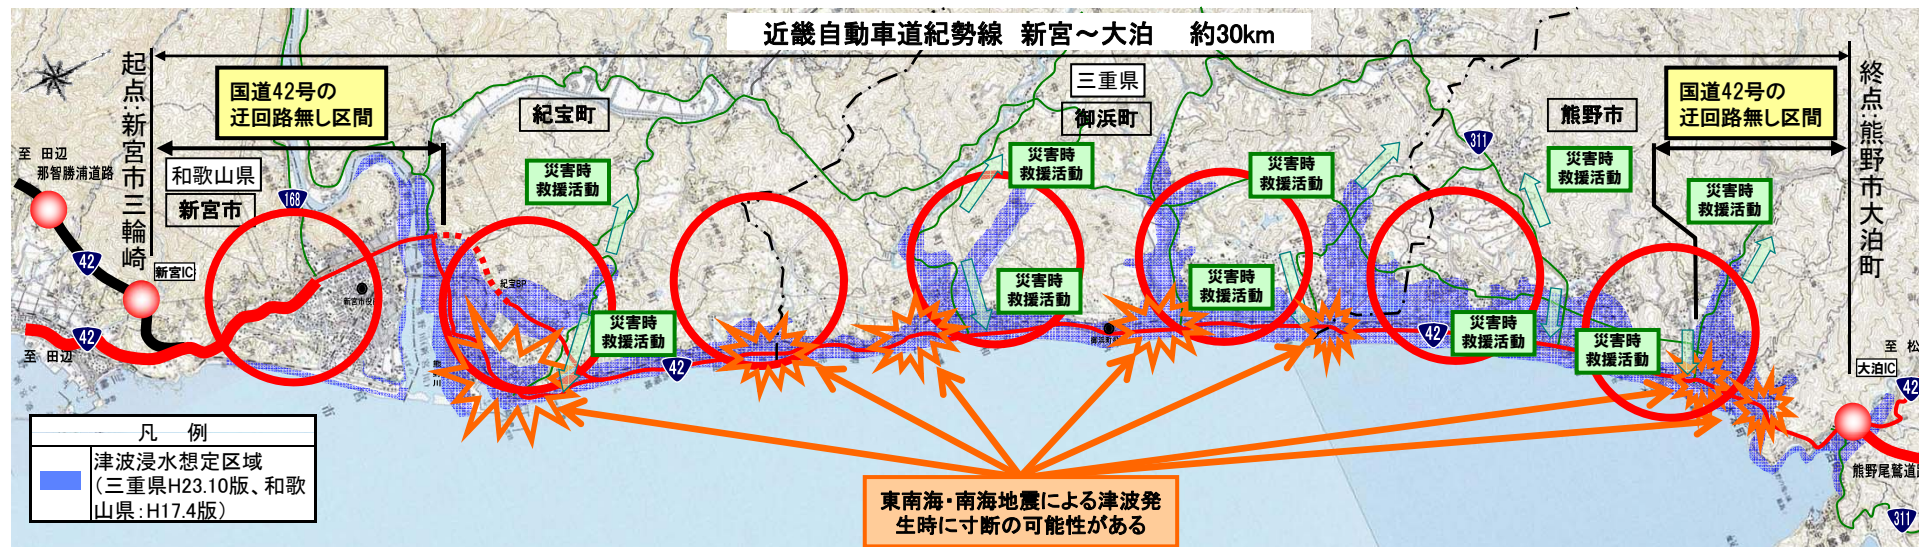 近畿自動車道紀勢線 新宮～大泊 約30km
起点:新宮市三輪崎
終点:熊野市大泊町
国道42号の
迂回路無し区間
国道42号の
迂回路無し区間
紀宝町
三重県
御浜町
熊野市
和歌山県
新宮市
至 田辺
那智勝浦道路
42
新宮IC
168
311
災害時
救援活動
災害時
救援活動
災害時
救援活動
災害時
救援活動
災害時
救援活動
災害時
救援活動
災害時
救援活動
災害時
救援活動
災害時
救援活動
災害時
救援活動
紀宝BP
42
至 田辺
42
42
大泊IC
42
熊野尾鷲道
311
凡 例
津波浸水想定区域
（三重県H23.10版、和歌
山県:H17.4版）
東南海・南海地震による津波発
生時に寸断の可能性がある